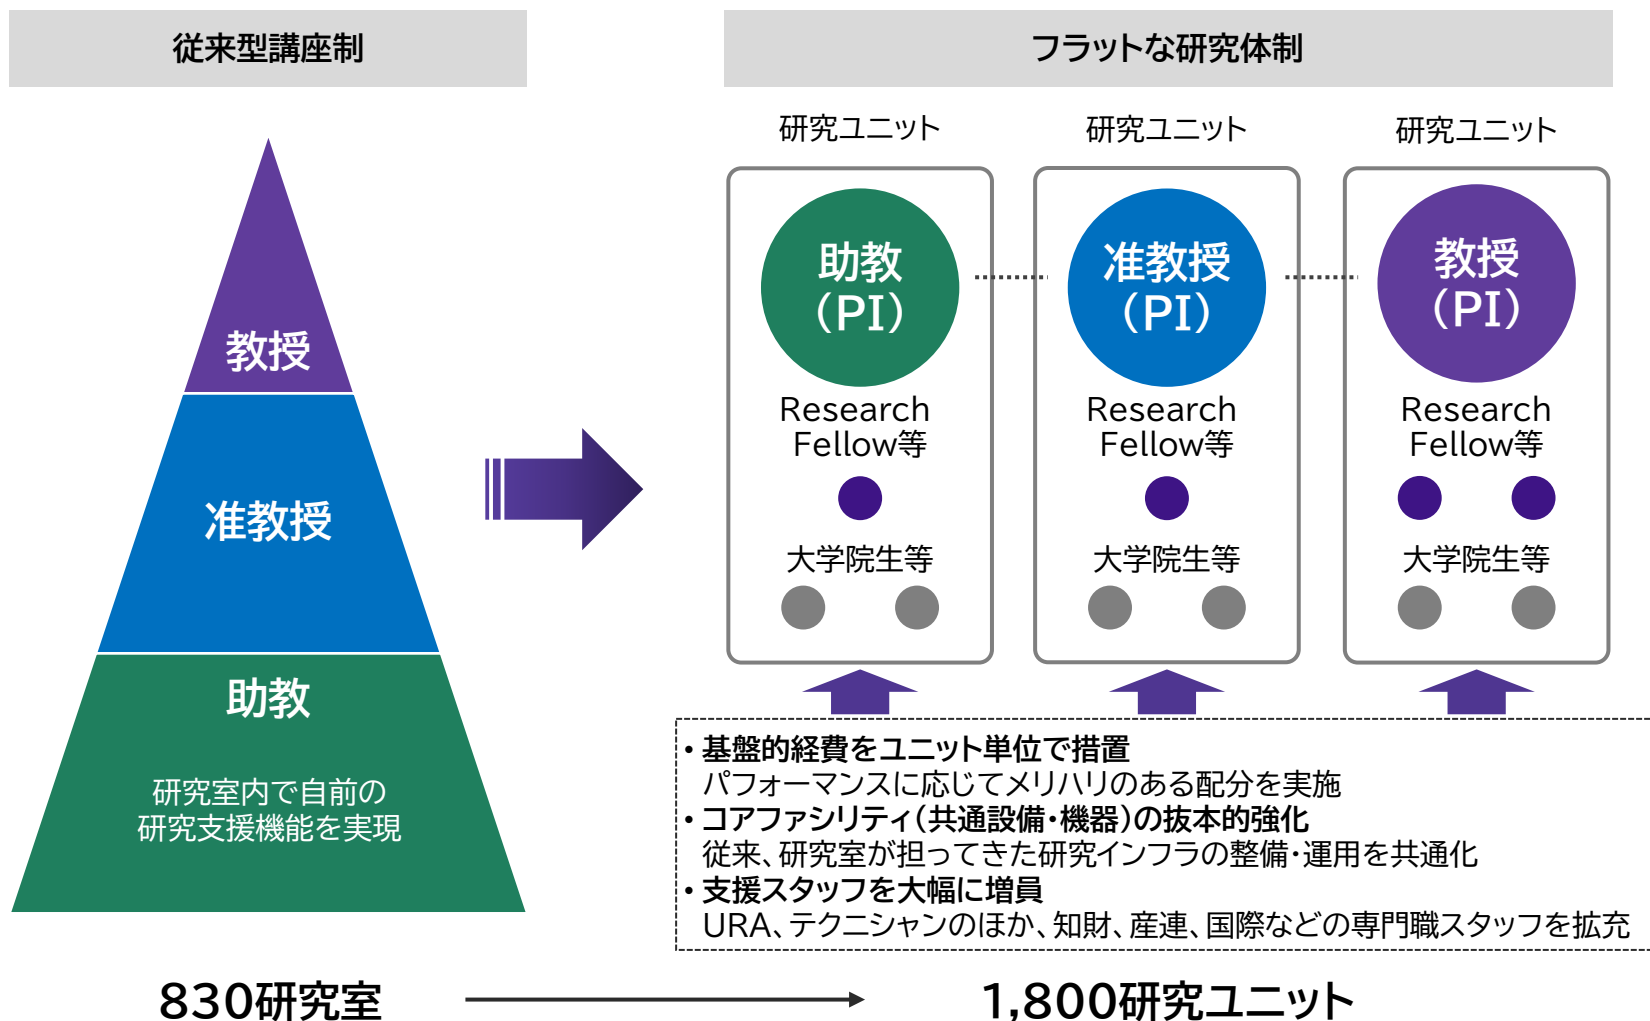 従来型講座制
教授
准教授
助教
研究室内で自前の
研究支援機能を実現
830研究室
フラットな研究体制
研究ユニット
助教
（PI）
Research
Fellow等
大学院生等
研究ユニット
准教授
（PI）
Research
Fellow等
大学院生等
研究ユニット
教授
（PI）
Research
Fellow等
大学院生等
・基盤的経費をユニット単位で措置
パフォーマンスに応じてメリハリのある配分を実施
・コアファシリティ（共通設備・機器）の抜本的強化
従来、研究室が担ってきた研究インフラの整備・運用を共通化
・支援スタッフを大幅に増員
URA、テクニシャンのほか、知財、産連、国際などの専門職スタッフを拡充
1,800研究ユニット